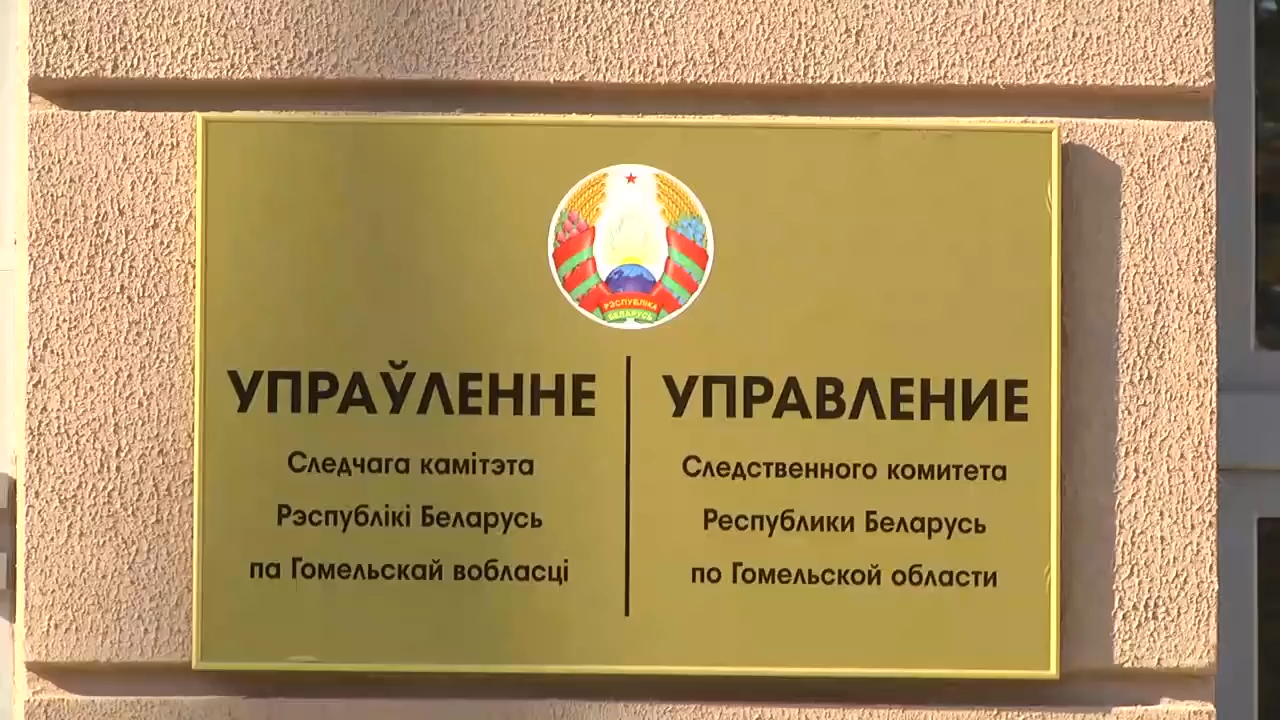 РЭСПУБЛІКА
БЕЛАРУСЬ
УПРАЎЛЕННЕ
Следчага камітэта
Рэспублікі Беларусь
па Гомельскай вобласці
УПРАВЛЕНИЕ
Следственного комитета
Республики Беларусь
по Гомельской области